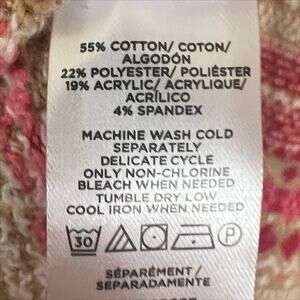 55% COTTON/ COTON/
ALGODÓN
22% POLYESTER/ POLIÉSTER
19% ACRYLIC/ ACRYLIQUE/
ACRÍLICO
4% SPANDEX
MACHINE WASH COLD
SEPARATELY
DELICATE CYCLE
ONLY NON-CHLORINE
BLEACH WHEN NEEDED
TUMBLE DRY LOW
COOL IRON WHEN NEEDED
30 P
SÉPARÉMENT /
SEPARADAMENTE